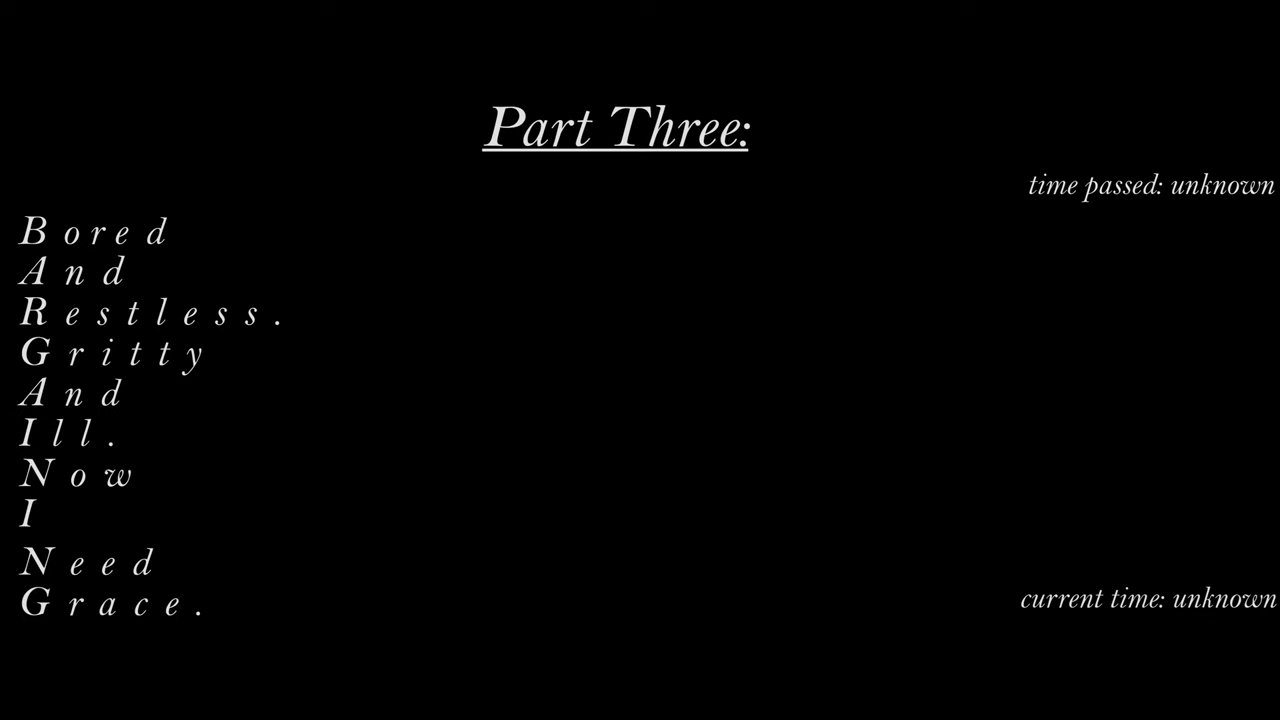 Part Three:
time passed: unknown
Bored
And
Restless.
Gritty
And
Ill.
Now
I
Need
Grace.
current time: unknown